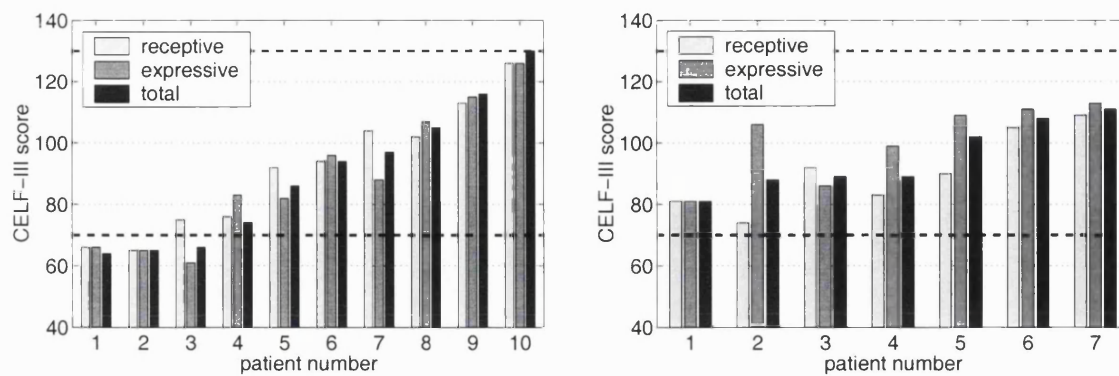 140
120
100
80
60
40
CELF-III score
receptive
expressive
total
1 2 3 4 5 6 7 8 9 10
patient number
140
120
100
80
60
40
CELF-III score
receptive
expressive
total
1 2 3 4 5 6 7
patient number